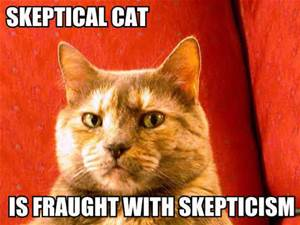 SKEPTICAL CAT
IS FRAUGHT WITH SKEPTICISM